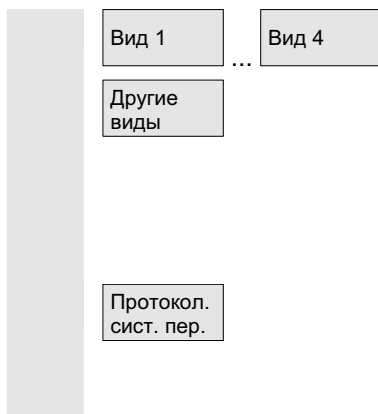 Вид 1 ... Вид 4
Другие
виды
Протокол.
сист. пер.